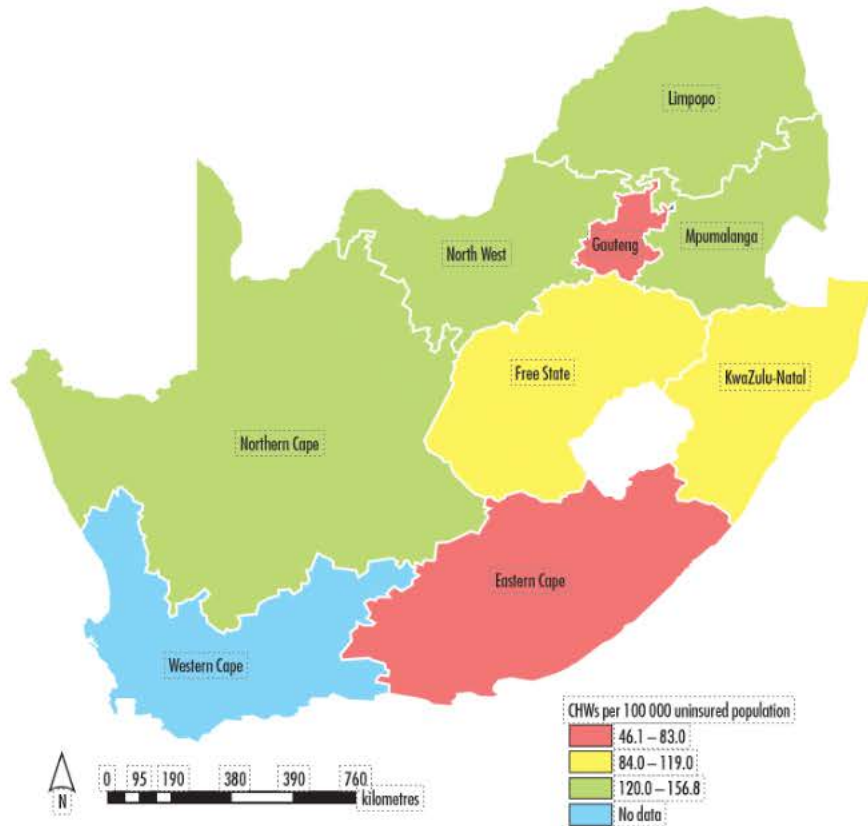 Limpopo
North West
Gauteng
Mpumalanga
Free State
KwaZulu-Natal
Northern Cape
Eastern Cape
Western Cape
CHWs per 100 000 uninsured population
46.1 – 83.0
84.0 – 119.0
120.0 – 156.8
No data
N
0 95 190 380 390 760
kilometres